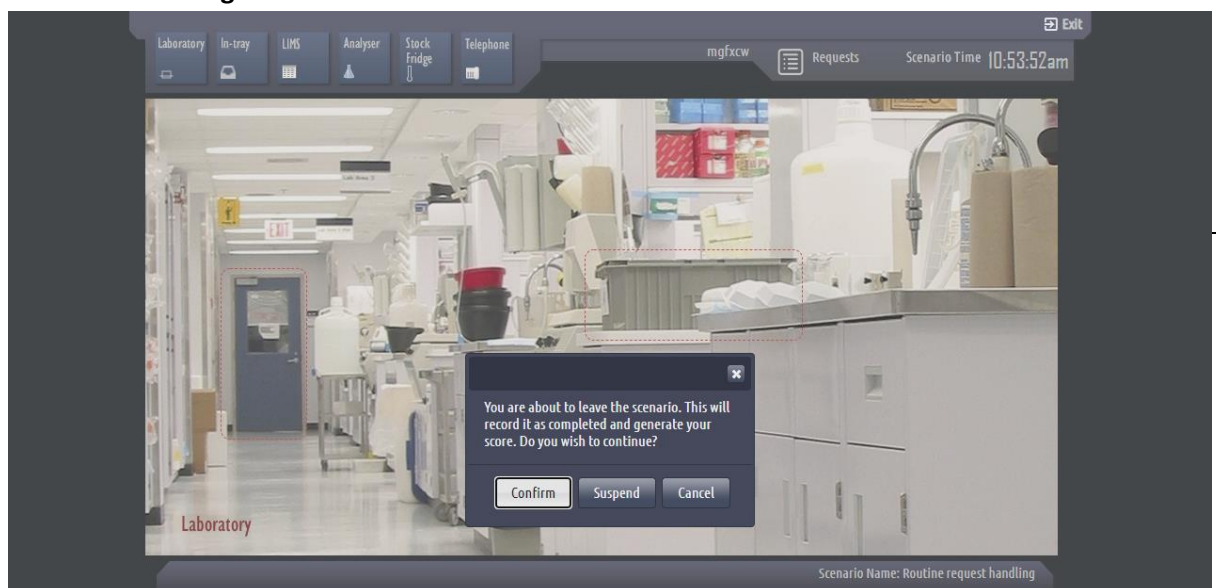 Exit
Laboratory
In-tray
LIMS
Analyser
Stock
Fridge
Telephone
mgfxcw
Requests
Scenario Time 10:53:52am
EXIT
You are about to leave the scenario. This will
record it as completed and generate your
score. Do you wish to continue?
Confirm
Suspend
Cancel
Laboratory
Scenario Name: Routine request handling